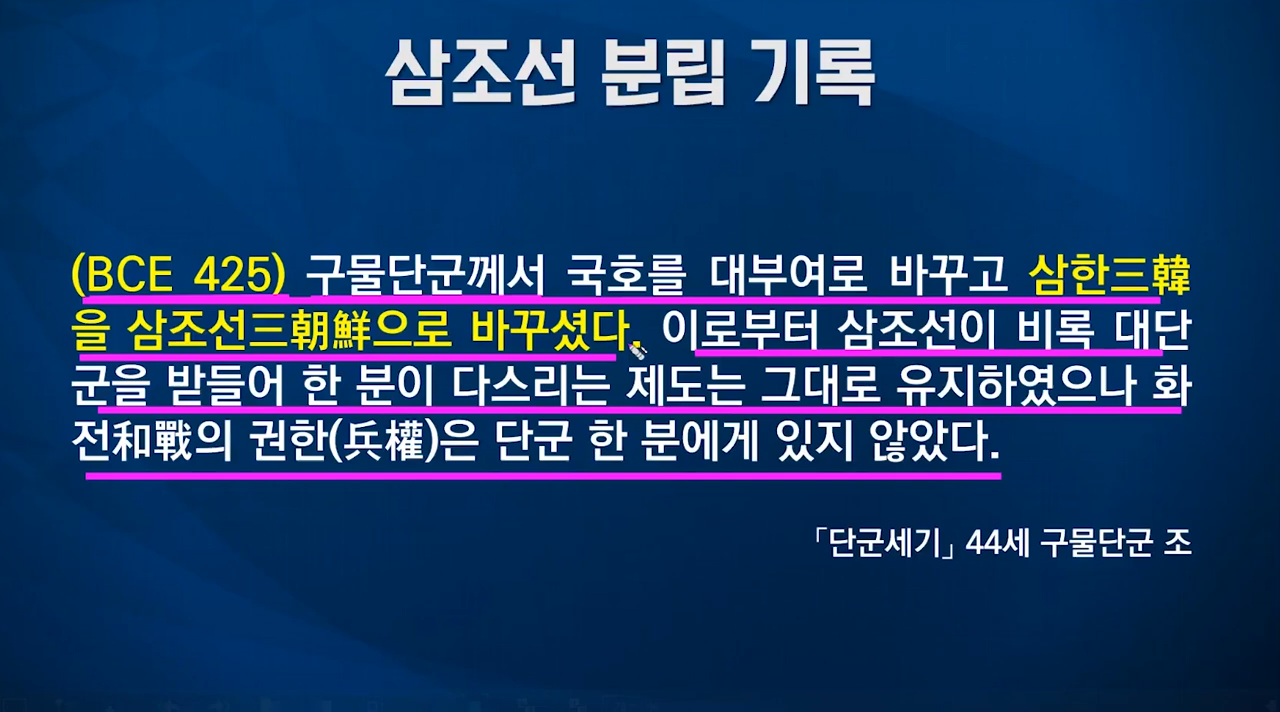 삼조선 분립 기록
(BCE 425) 구물단군께서 국호를 대부여로 바꾸고 삼한三韓
을 삼조선三朝鮮으로 바꾸셨다. 이로부터 삼조선이 비록 대단
군을 받들어 한 분이 다스리는 제도는 그대로 유지하였으나 화
전和戰의 권한(兵權)은 단군 한 분에게 있지 않았다.
「단군세기」 44세 구물단군 조